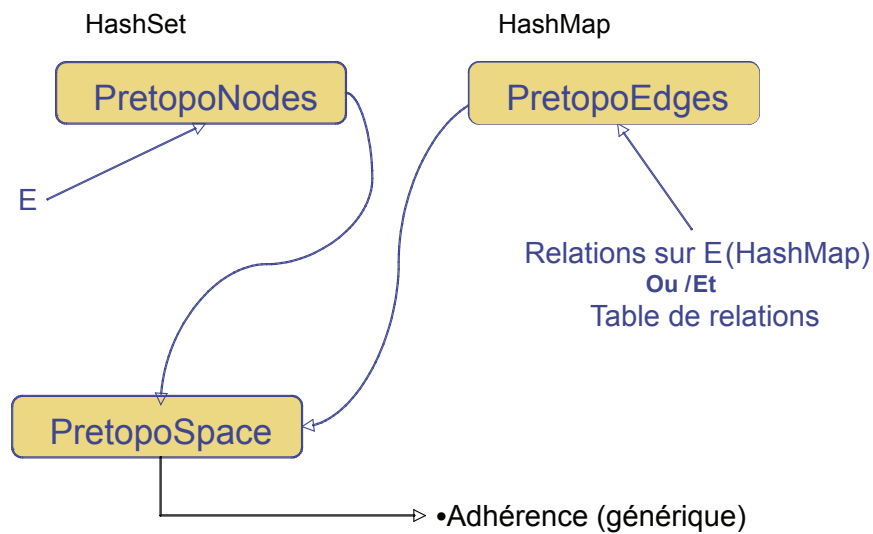 HashSet
HashMap
PretopoNodes
PretopoEdges
E
Relations sur E(HashMap)
Ou /Et
Table de relations
PretopoSpace
•Adhérence (générique)